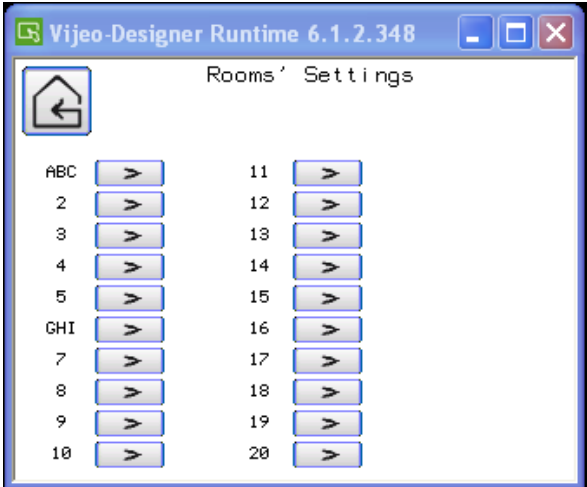 Vijeo-Designer Runtime 6.1.2.348
Rooms' Settings
ABC > 11 >
2 > 12 >
3 > 13 >
4 > 14 >
5 > 15 >
GHI > 16 >
7 > 17 >
8 > 18 >
9 > 19 >
10 > 20 >